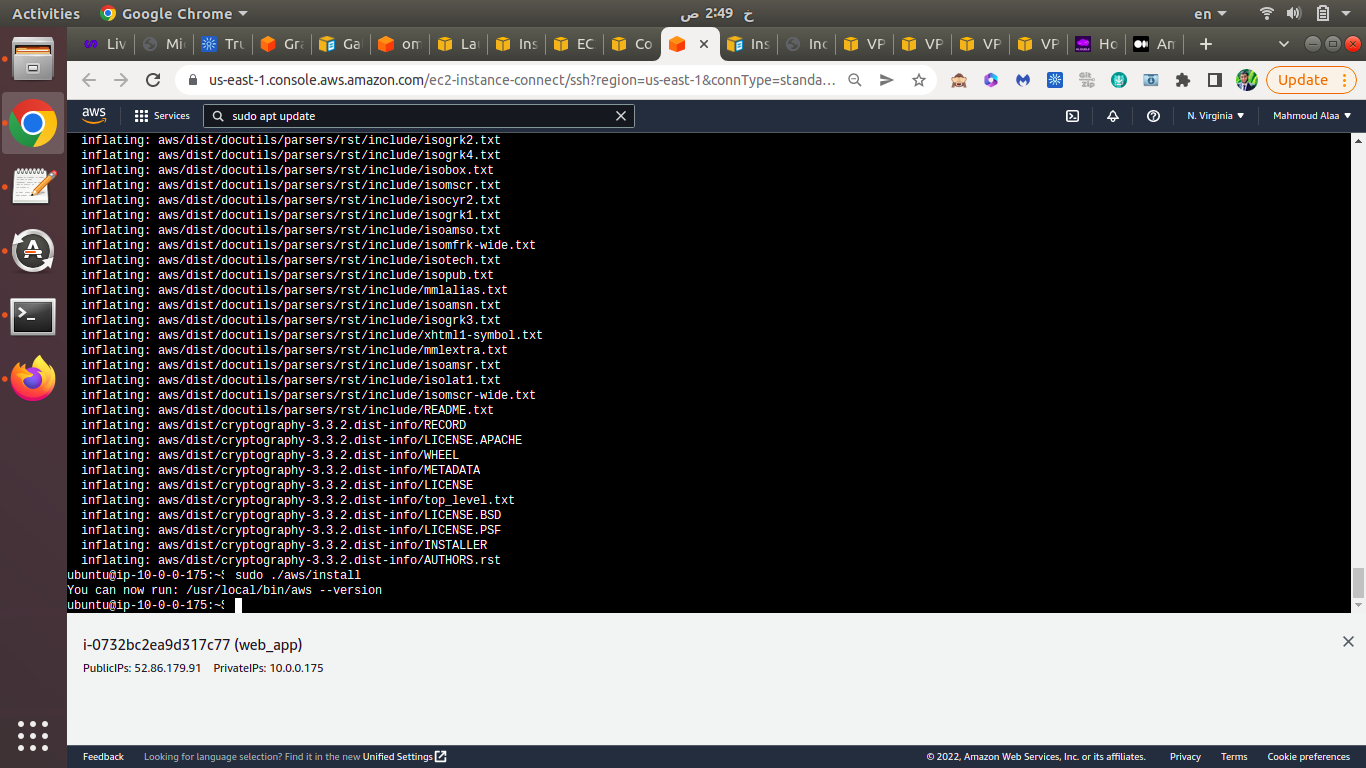 Activities
Google Chrome
خ 2:49 ص
en
Liv
Mi
Tru
Gra
Ga
om
La
Ins
EC
Co
Ins
Inc
VP
VP
VP
VP
Ho
An
us-east-1.console.aws.amazon.com/ec2-instance-connect/ssh?region=us-east-1&connType=standa...
Git
Zip
Update
aws
Services
sudo apt update
N. Virginia
Mahmoud Alaa
inflating: aws/dist/docutils/parsers/rst/include/isogrk2.txt
inflating: aws/dist/docutils/parsers/rst/include/isogrk4.txt
inflating: aws/dist/docutils/parsers/rst/include/isobox.txt
inflating: aws/dist/docutils/parsers/rst/include/isomscr.txt
inflating: aws/dist/docutils/parsers/rst/include/isocyr2.txt
inflating: aws/dist/docutils/parsers/rst/include/isogrk1.txt
inflating: aws/dist/docutils/parsers/rst/include/isoamso.txt
inflating: aws/dist/docutils/parsers/rst/include/isomfrk-wide.txt
inflating: aws/dist/docutils/parsers/rst/include/isotech.txt
inflating: aws/dist/docutils/parsers/rst/include/isopub.txt
inflating: aws/dist/docutils/parsers/rst/include/mmlalias.txt
inflating: aws/dist/docutils/parsers/rst/include/isoamsn.txt
inflating: aws/dist/docutils/parsers/rst/include/isogrk3.txt
inflating: aws/dist/docutils/parsers/rst/include/xhtml1-symbol.txt
inflating: aws/dist/docutils/parsers/rst/include/mmlextra.txt
inflating: aws/dist/docutils/parsers/rst/include/isoamsr.txt
inflating: aws/dist/docutils/parsers/rst/include/isolat1.txt
inflating: aws/dist/docutils/parsers/rst/include/isomscr-wide.txt
inflating: aws/dist/docutils/parsers/rst/include/README.txt
inflating: aws/dist/cryptography-3.3.2.dist-info/RECORD
inflating: aws/dist/cryptography-3.3.2.dist-info/LICENSE.APACHE
inflating: aws/dist/cryptography-3.3.2.dist-info/WHEEL
inflating: aws/dist/cryptography-3.3.2.dist-info/METADATA
inflating: aws/dist/cryptography-3.3.2.dist-info/LICENSE
inflating: aws/dist/cryptography-3.3.2.dist-info/top_level.txt
inflating: aws/dist/cryptography-3.3.2.dist-info/LICENSE.BSD
inflating: aws/dist/cryptography-3.3.2.dist-info/LICENSE.PSF
inflating: aws/dist/cryptography-3.3.2.dist-info/INSTALLER
inflating: aws/dist/cryptography-3.3.2.dist-info/AUTHORS.rst
ubuntu@ip-10-0-0-175:~$ sudo ./aws/install
You can now run: /usr/local/bin/aws --version
ubuntu@ip-10-0-0-175:~$
i-0732bc2ea9d317c77 (web_app)
PublicIPs: 52.86.179.91 PrivateIPs: 10.0.0.175
Feedback
Looking for language selection? Find it in the new Unified Settings
© 2022, Amazon Web Services, Inc. or its affiliates.
Privacy
Terms
Cookie preferences